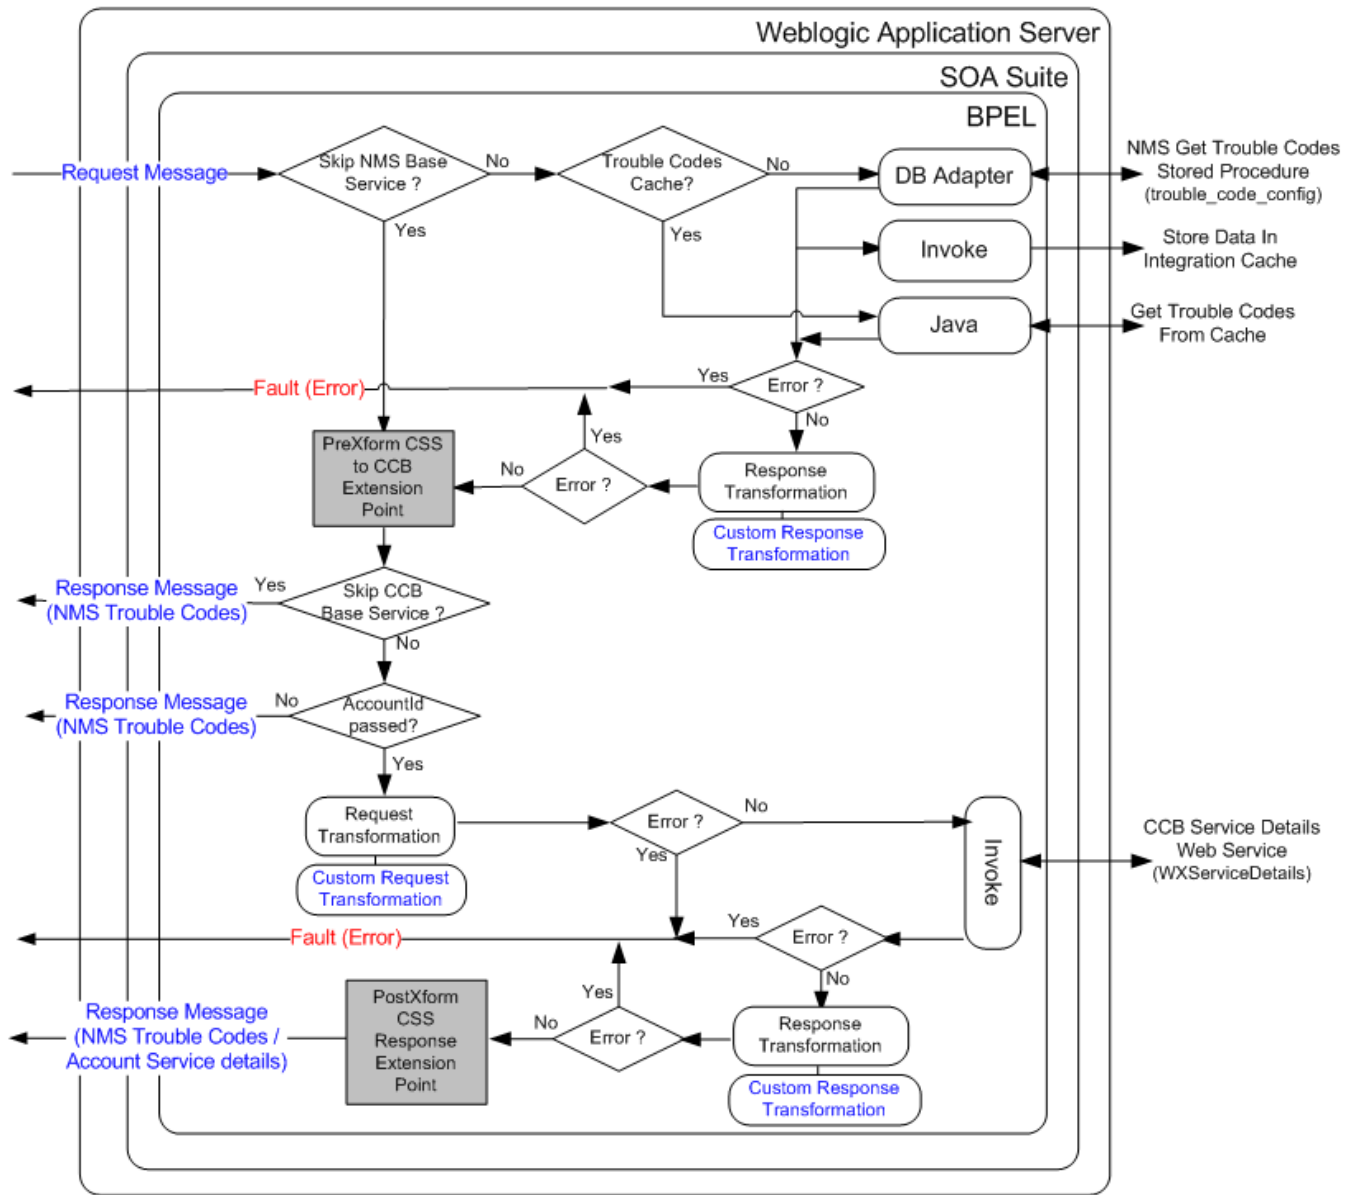 Weblogic Application Server
SOA Suite
BPEL
Request Message
Skip NMS Base
Service ?
No
Yes
Trouble Codes
Cache?
No
Yes
DB Adapter
NMS Get Trouble Codes
Stored Procedure
(trouble_code_config)
Invoke
Store Data In
Integration Cache
Java
Get Trouble Codes
From Cache
Fault (Error)
Yes
Error ?
No
PreXform CSS
to CCB
Extension
Point
No
Yes
Error ?
Response
Transformation
Custom Response
Transformation
Response Message
(NMS Trouble Codes)
Yes
Skip CCB
Base Service ?
No
Response Message
(NMS Trouble Codes)
No
AccountId
passed?
Yes
Request
Transformation
Custom Request
Transformation
Error ?
No
Yes
Invoke
CCB Service Details
Web Service
(WXServiceDetails)
Fault (Error)
Yes
Error ?
No
Response Message
(NMS Trouble Codes /
Account Service details)
PostXform
CSS
Response
Extension
Point
No
Yes
Error ?
Response
Transformation
Custom Response
Transformation